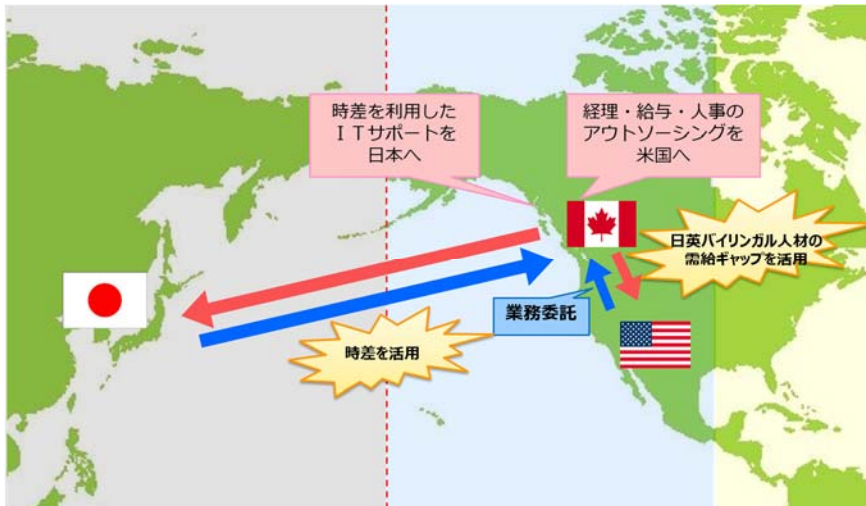 時差を利用した
ＩＴサポートを
日本へ
経理・給与・人事の
アウトソーシングを
米国へ
日英バイリンガル人材の
需給ギャップを活用
業務委託
時差を活用